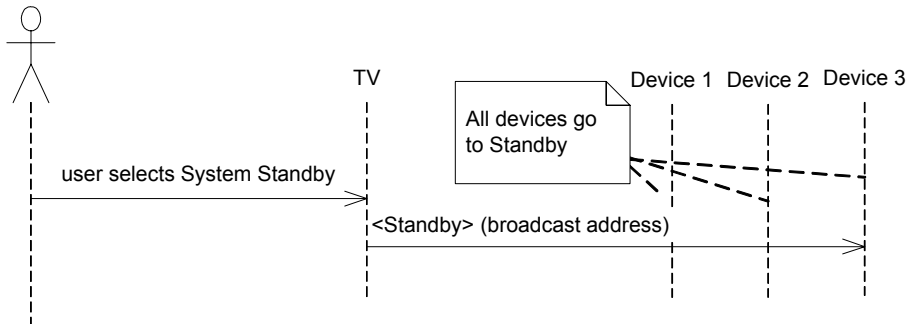 TV
Device 1
Device 2
Device 3
All devices go
to Standby
user selects System Standby
<Standby> (broadcast address)